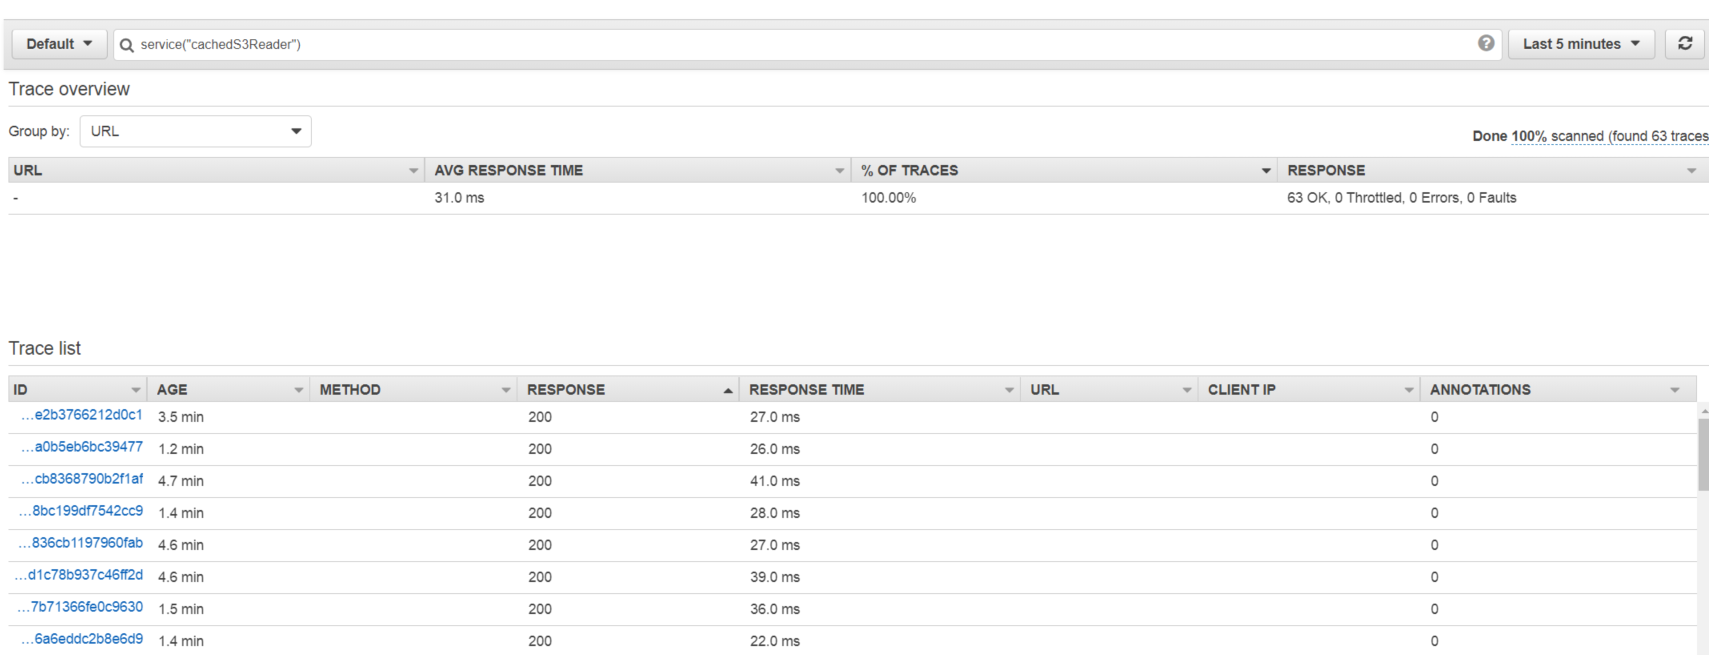 Default service("cachedS3Reader") Last 5 minutes
Trace overview
Group by: URL
Done 100% scanned (found 63 traces
URL AVG RESPONSE TIME % OF TRACES RESPONSE
- 31.0 ms 100.00% 63 OK, 0 Throttled, 0 Errors, 0 Faults
Trace list
ID AGE METHOD RESPONSE RESPONSE TIME URL CLIENT IP ANNOTATIONS
...e2b3766212d0c1 3.5 min 200 27.0 ms 0
...a0b5eb6bc39477 1.2 min 200 26.0 ms 0
...cb8368790b2f1af 4.7 min 200 41.0 ms 0
...8bc199df7542cc9 1.4 min 200 28.0 ms 0
...836cb1197960fab 4.6 min 200 27.0 ms 0
...d1c78b937c46ff2d 4.6 min 200 39.0 ms 0
...7b71366fe0c9630 1.5 min 200 36.0 ms 0
...6a6eddc2b8e6d9 1.4 min 200 22.0 ms 0